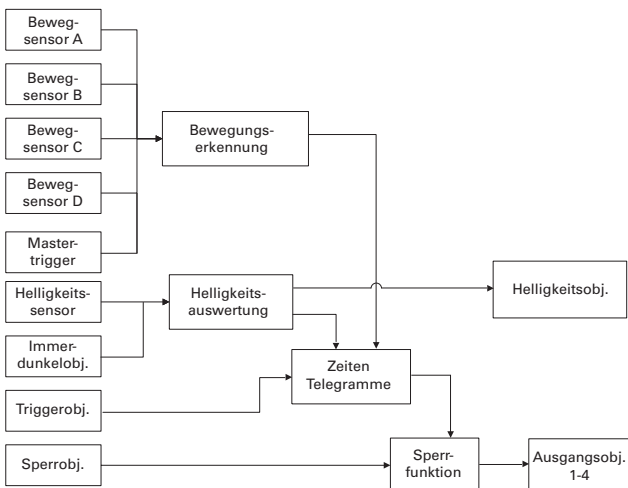 Beweg-
sensor A
Beweg-
sensor B
Beweg-
sensor C
Beweg-
sensor D
Master-
trigger
Bewegungs-
erkennung
Helligkeits-
sensor
Immer-
dunkelobj.
Helligkeits-
auswertung
Helligkeitsobj.
Triggerobj.
Zeiten
Telegramme
Sperrobj.
Sperr-
funktion
Ausgangsobj.
1-4